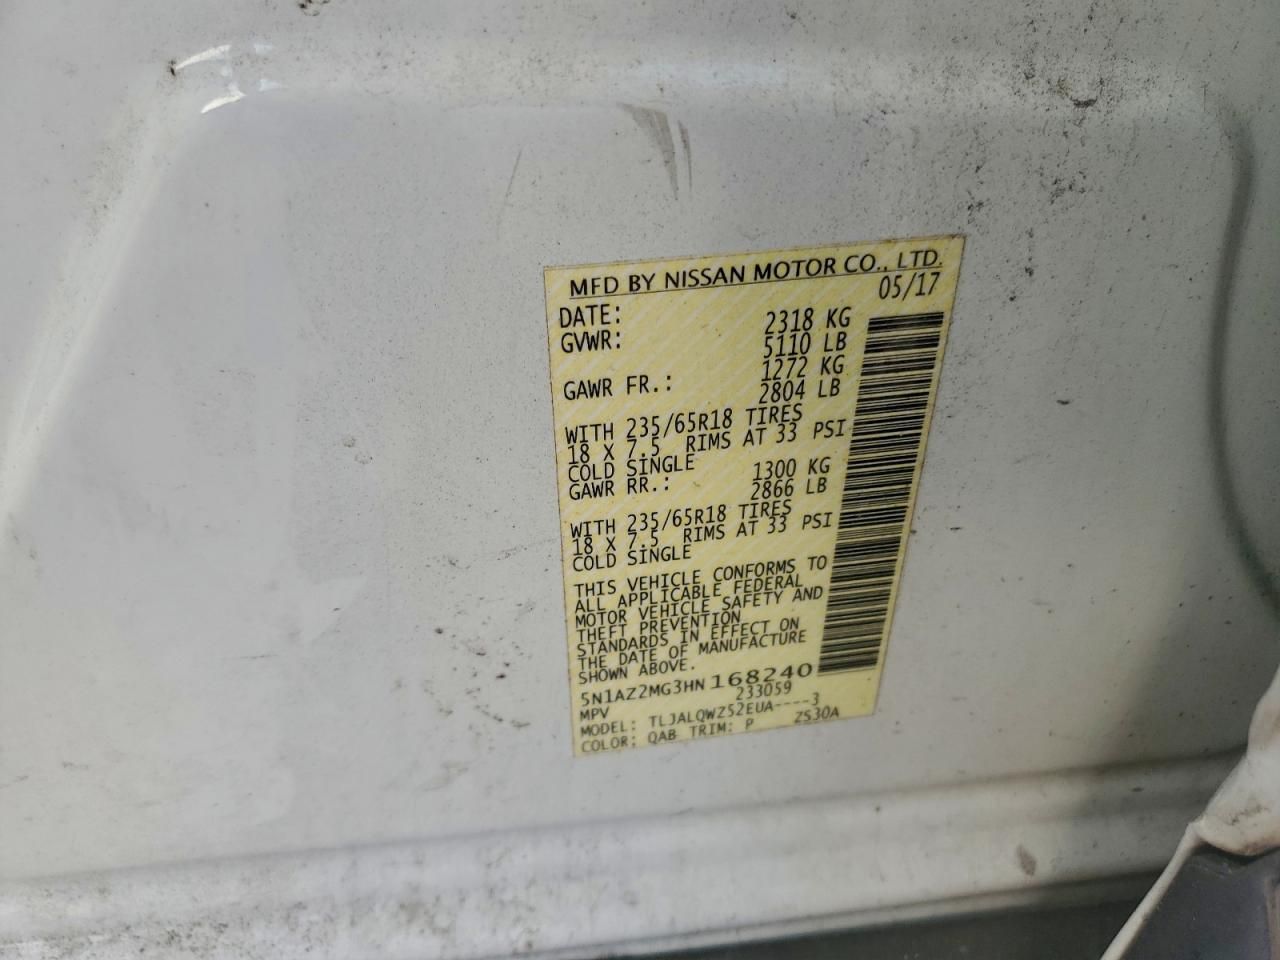 MFD BY NISSAN MOTOR CO., LTD.
DATE: 05/17
GVWR: 2318 KG
5110 LB
GAWR FR.: 1272 KG
2804 LB
WITH 235/65R18 TIRES
18 X 7.5 RIMS AT 33 PSI
COLD SINGLE
GAWR RR.: 1300 KG
2866 LB
WITH 235/65R18 TIRES
18 X 7.5 RIMS AT 33 PSI
COLD SINGLE
THIS VEHICLE CONFORMS TO
ALL APPLICABLE FEDERAL
MOTOR VEHICLE SAFETY AND
THEFT PREVENTION
STANDARDS IN EFFECT ON
THE DATE OF MANUFACTURE
SHOWN ABOVE.
5N1AZ2MG3HN168240
MPV 233059
MODEL: TLJALQWZ52EUA----3
COLOR: QAB TRIM: P ZS30A